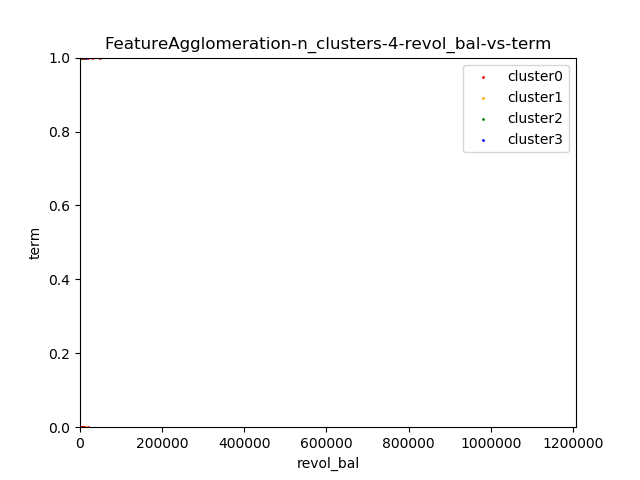 FeatureAgglomeration-n_clusters-4-revol_bal-vs-term
cluster0
cluster1
cluster2
cluster3
1.0
0.8
0.6
0.4
0.2
0.0
term
0 200000 400000 600000 800000 1000000 1200000
revol_bal